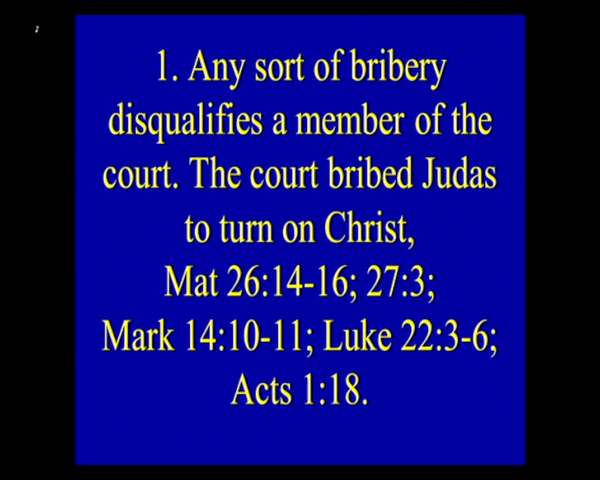 1. Any sort of bribery
disqualifies a member of the
court. The court bribed Judas
to turn on Christ,
Mat 26:14-16; 27:3;
Mark 14:10-11; Luke 22:3-6;
Acts 1:18.